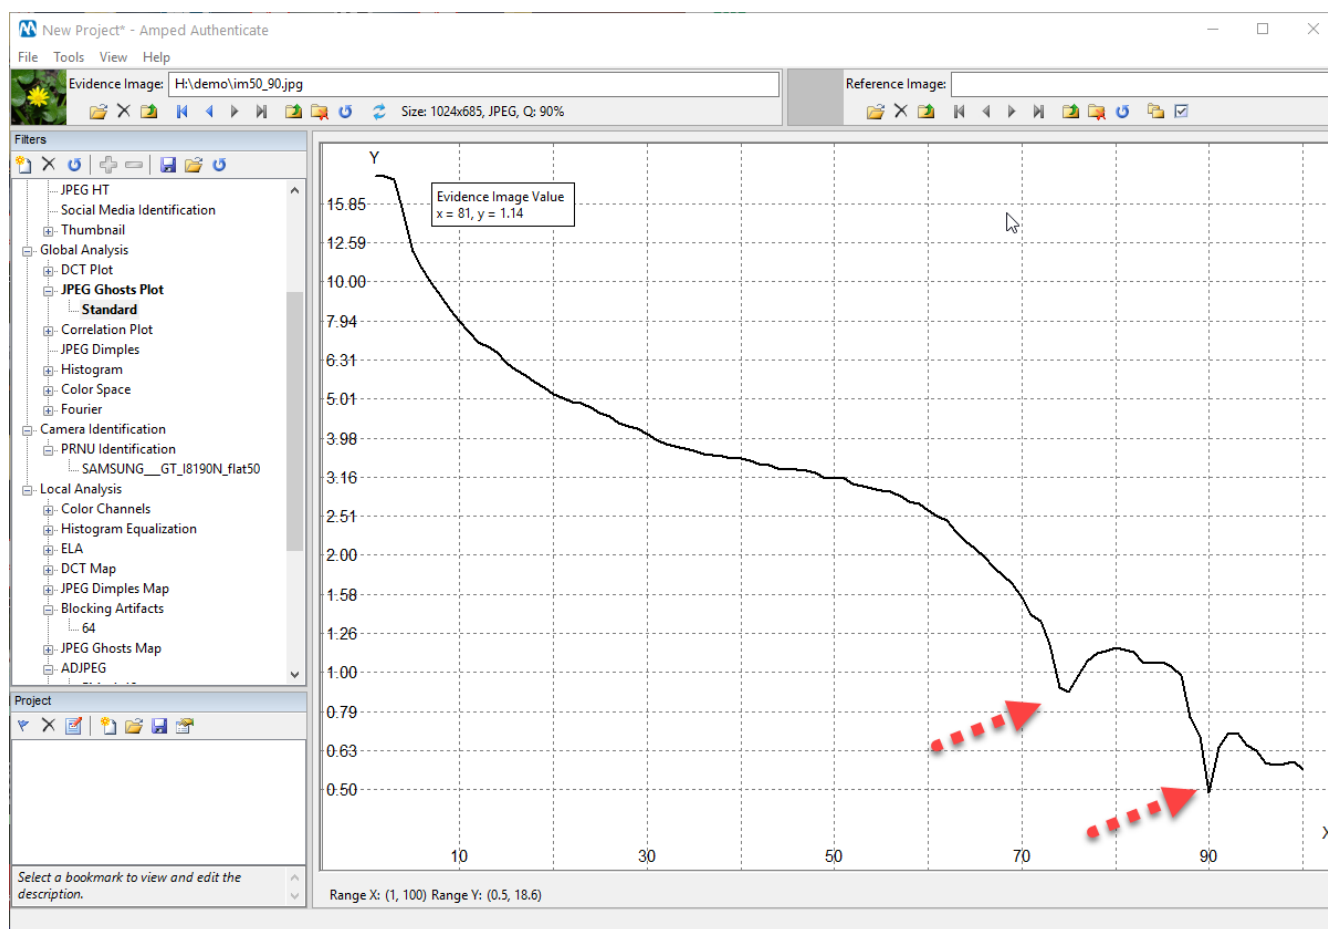 New Project* - Amped Authenticate
File Tools View Help
Evidence Image: H:\demo\im50_90.jpg
Reference Image:
Size: 1024x685, JPEG, Q: 90%
Filters
JPEG HT
Social Media Identification
Thumbnail
Global Analysis
DCT Plot
JPEG Ghosts Plot
Standard
Correlation Plot
JPEG Dimples
Histogram
Color Space
Fourier
Camera Identification
PRNU Identification
SAMSUNG__GT_I8190N_flat50
Local Analysis
Color Channels
Histogram Equalization
ELA
DCT Map
JPEG Dimples Map
Blocking Artifacts
64
JPEG Ghosts Map
ADJPEG
Project
Select a bookmark to view and edit the
description.
Y
Evidence Image Value
x = 81, y = 1.14
15.85
12.59
10.00
7.94
6.31
5.01
3.98
3.16
2.51
2.00
1.58
1.26
1.00
0.79
0.63
0.50
X
10 30 50 70 90
Range X: (1, 100) Range Y: (0.5, 18.6)